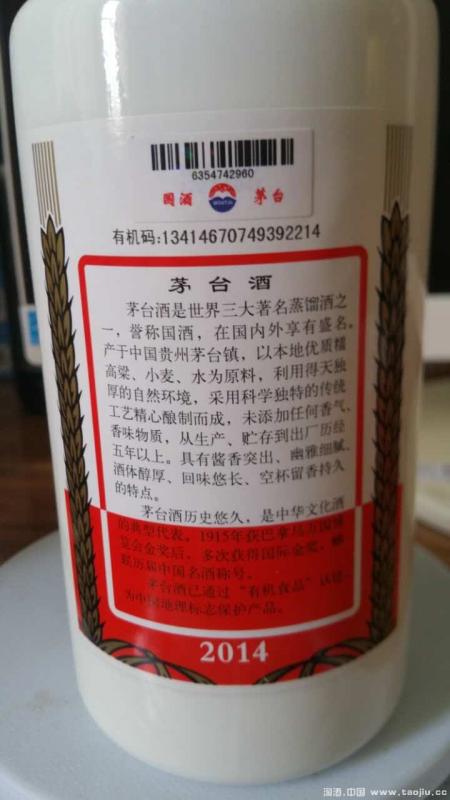 6354742960
国酒 MOUTAI 茅台
有机码:13414670749392214
茅台酒
茅台酒是世界三大著名蒸馏酒之
一，誉称国酒，在国内外享有盛名。
产于中国贵州茅台镇，以本地优质糯
高粱、小麦、水为原料，利用得天独
厚的自然环境，采用科学独特的传统
工艺精心酿制而成，未添加任何香气、
香味物质，从生产、贮存到出厂历经
五年以上。具有酱香突出、幽雅细腻、
酒体醇厚、回味悠长、空杯留香持久
的特点。
茅台酒历史悠久，是中华文化酒
的典型代表。1915年获巴拿马万国博
览会金奖后，多次获得国际金奖，蝉
联历届中国名酒称号。
茅台酒已通过“有机食品”认证，
为中国地理标志保护产品。
2014
淘酒.中国 www.taojiu.cc